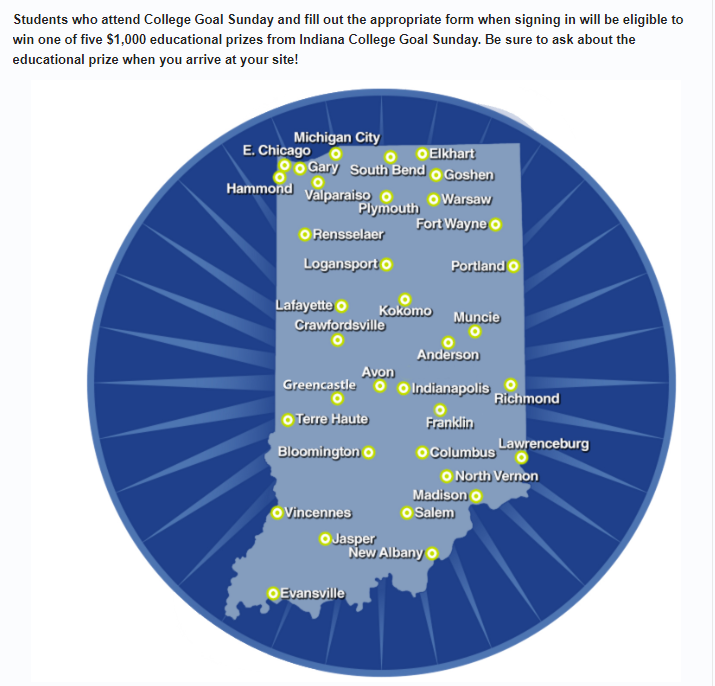 Students who attend College Goal Sunday and fill out the appropriate form when signing in will be eligible to
win one of five $1,000 educational prizes from Indiana College Goal Sunday. Be sure to ask about the
educational prize when you arrive at your site!
Michigan City
E. Chicago
Elkhart
Gary
South Bend
Goshen
Hammond
Valparaiso
Plymouth
Warsaw
Fort Wayne
Rensselaer
Logansport
Portland
Lafayette
Kokomo
Muncie
Crawfordsville
Anderson
Avon
Greencastle
Indianapolis
Richmond
Terre Haute
Franklin
Lawrenceburg
Bloomington
Columbus
North Vernon
Madison
Vincennes
Salem
Jasper
New Albany
Evansville